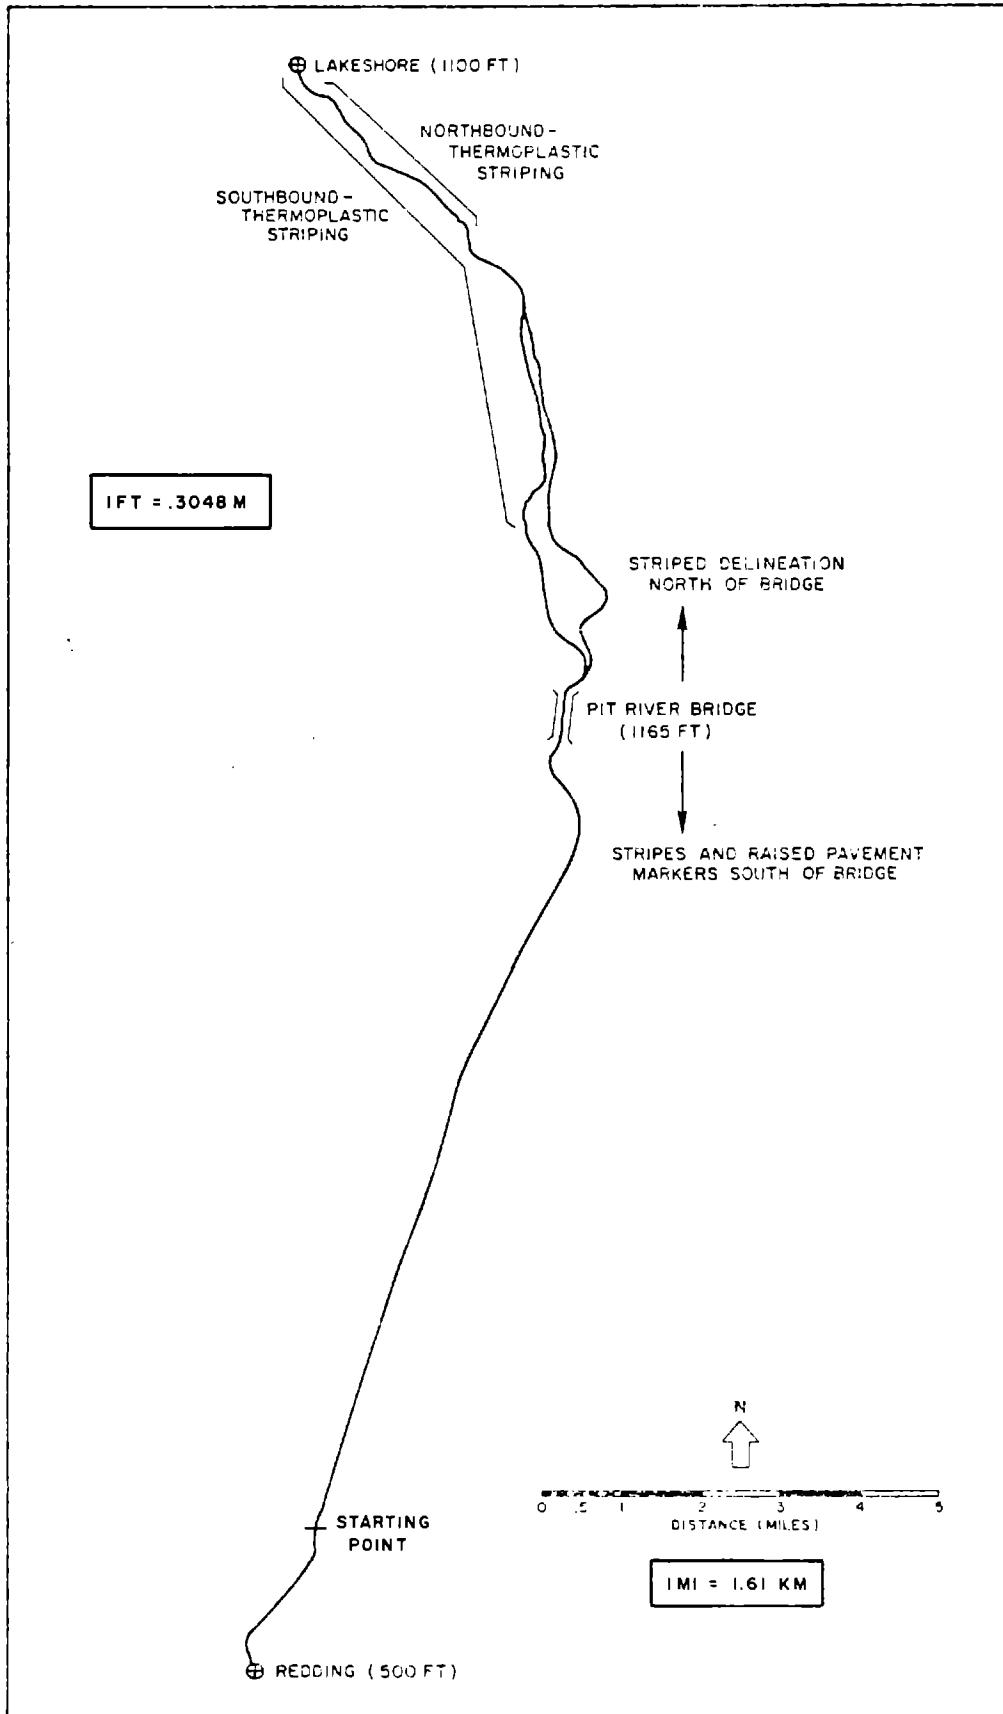 LAKESHORE (1100 FT)
NORTHBOUND-
THERMOPLASTIC
STRIPING
SOUTHBOUND-
THERMOPLASTIC
STRIPING
1 FT = .3048 M
STRIPED DELINEATION
NORTH OF BRIDGE
PIT RIVER BRIDGE
(1165 FT)
STRIPES AND RAISED PAVEMENT
MARKERS SOUTH OF BRIDGE
N
0 .5 1 2 3 4 5
DISTANCE (MILES)
STARTING
POINT
1 MI = 1.61 KM
REDDING (500 FT)